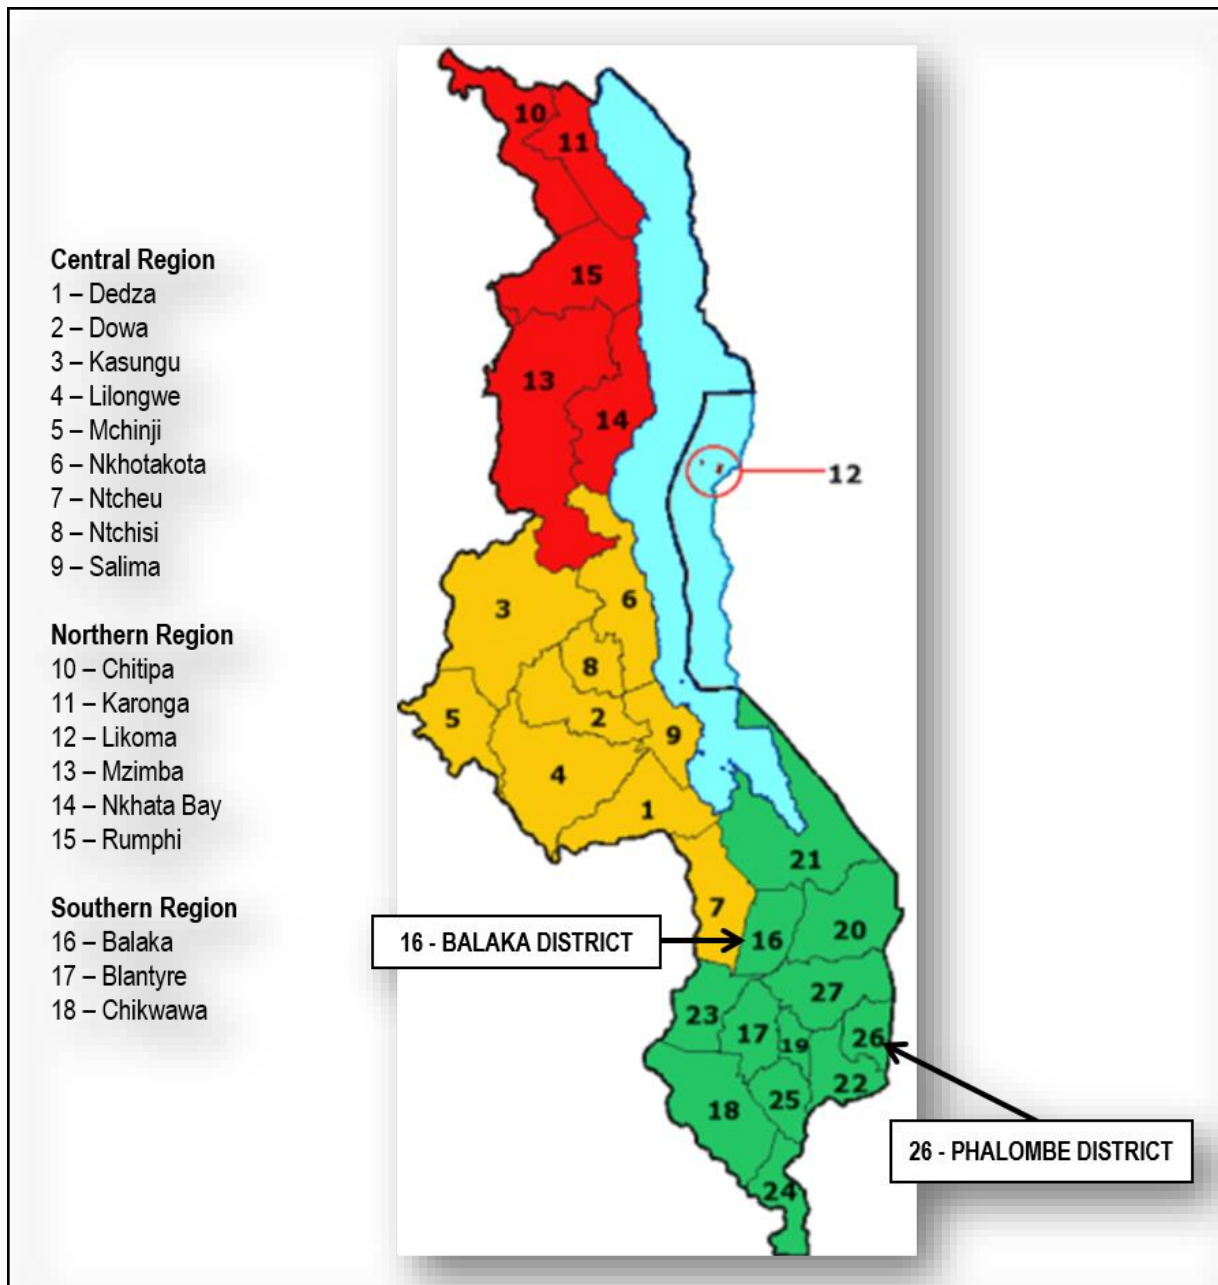 Central Region
1 – Dedza
2 – Dowa
3 – Kasungu
4 – Lilongwe
5 – Mchinji
6 – Nkhotakota
7 – Ntcheu
8 – Ntchisi
9 – Salima
Northern Region
10 – Chitipa
11 – Karonga
12 – Likoma
13 – Mzimba
14 – Nkhata Bay
15 – Rumphi
Southern Region
16 – Balaka
17 – Blantyre
18 – Chikwawa
10
11
15
13
14
12
3
6
8
5
2
9
4
1
21
7
16 - BALAKA DISTRICT
16
20
27
23
17
19
26
22
18
25
26 - PHALOMBE DISTRICT
24